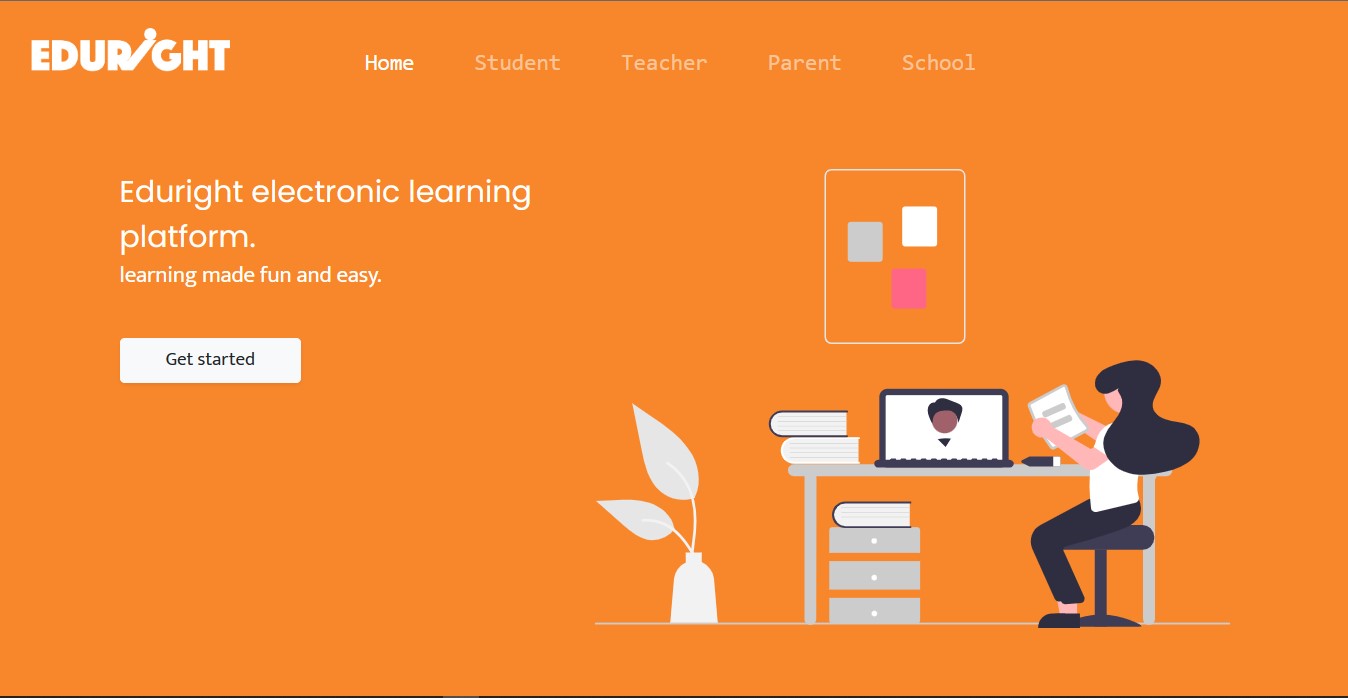 EDURIGHT
Home Student Teacher Parent School
Eduright electronic learning
platform.
learning made fun and easy.
Get started